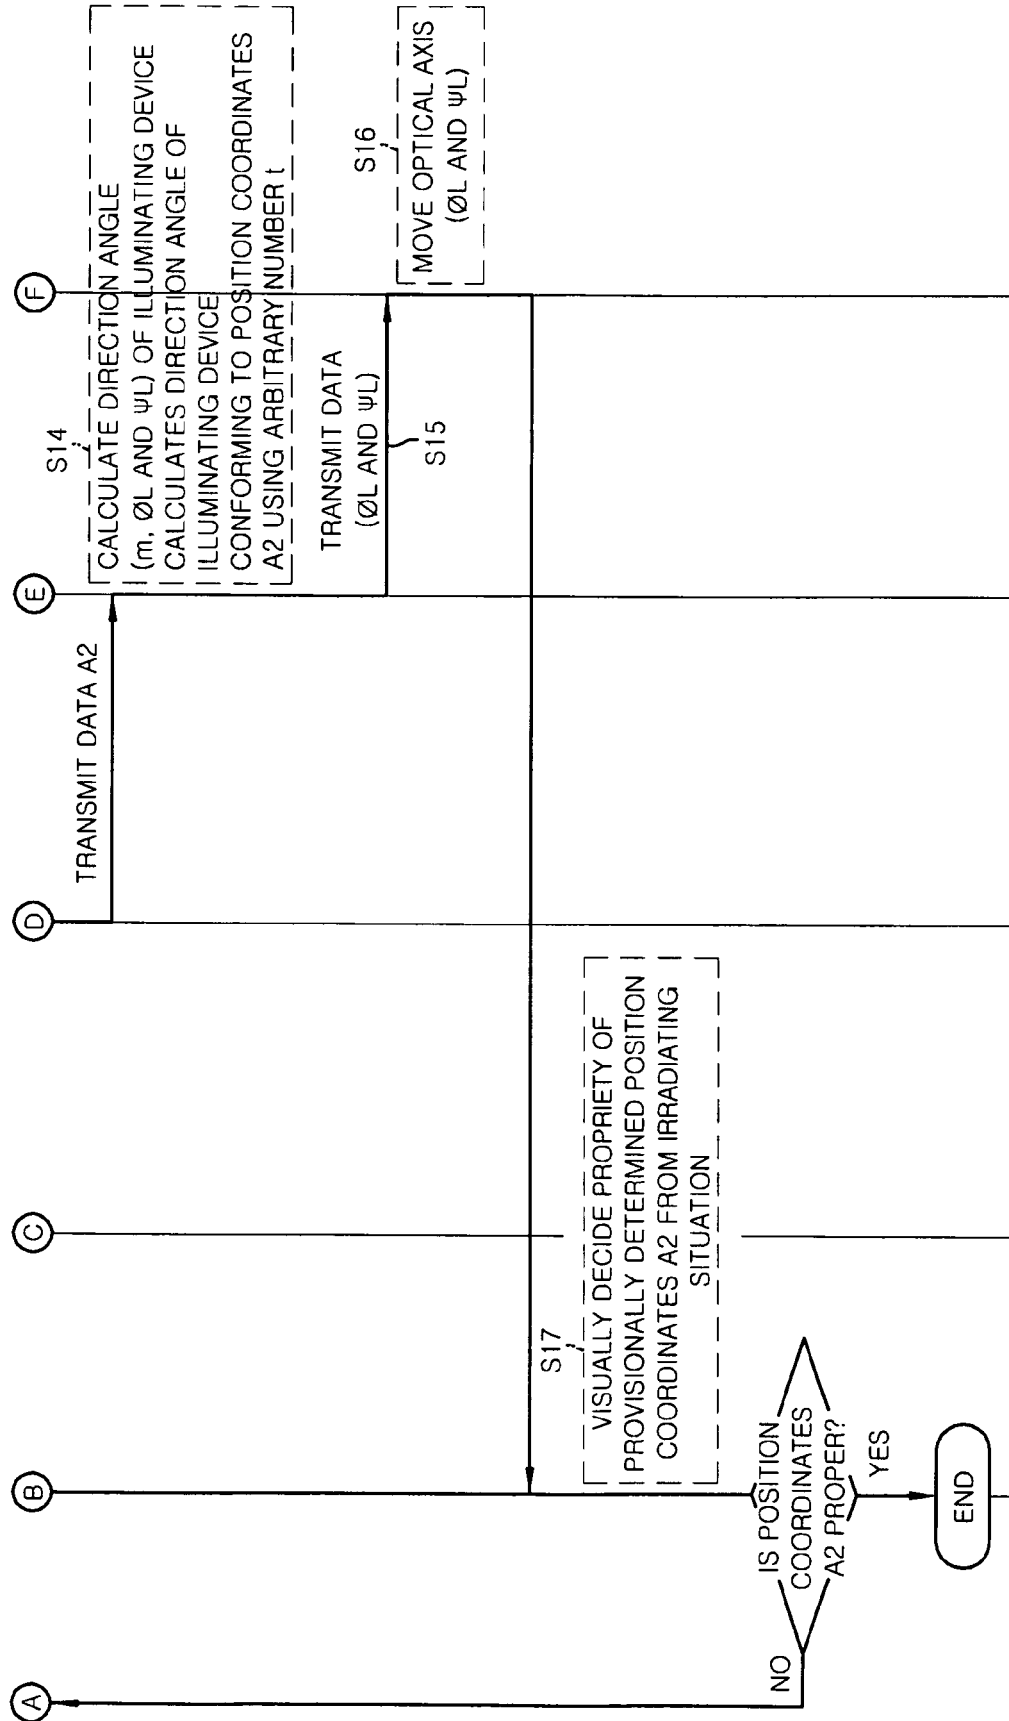 A
B
C
D
E
F
TRANSMIT DATA A2
S14
CALCULATE DIRECTION ANGLE
(m, ØL AND ψL) OF ILLUMINATING DEVICE
CALCULATES DIRECTION ANGLE OF
ILLUMINATING DEVICE
CONFORMING TO POSITION COORDINATES
A2 USING ARBITRARY NUMBER t
TRANSMIT DATA
(ØL AND ψL)
S15
S16
MOVE OPTICAL AXIS
(ØL AND ψL)
S17
VISUALLY DECIDE PROPRIETY OF
PROVISIONALLY DETERMINED POSITION
COORDINATES A2 FROM IRRADIATING
SITUATION
IS POSITION
COORDINATES
A2 PROPER?
NO
YES
END